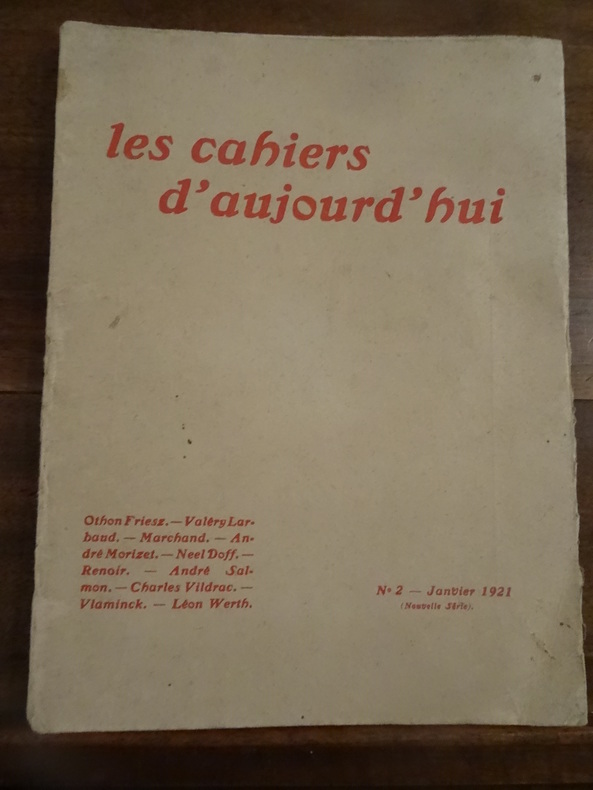 les cahiers
d'aujourd'hui
Othon Friesz. — Valéry Lar-
baud. — Marchand. — An-
dré Morizet. — Neel Doff. —
Renoir. — André Sal-
mon. — Charles Vildrac. —
Vlaminck. — Léon Werth.
No 2 — Janvier 1921
(Nouvelle Série).